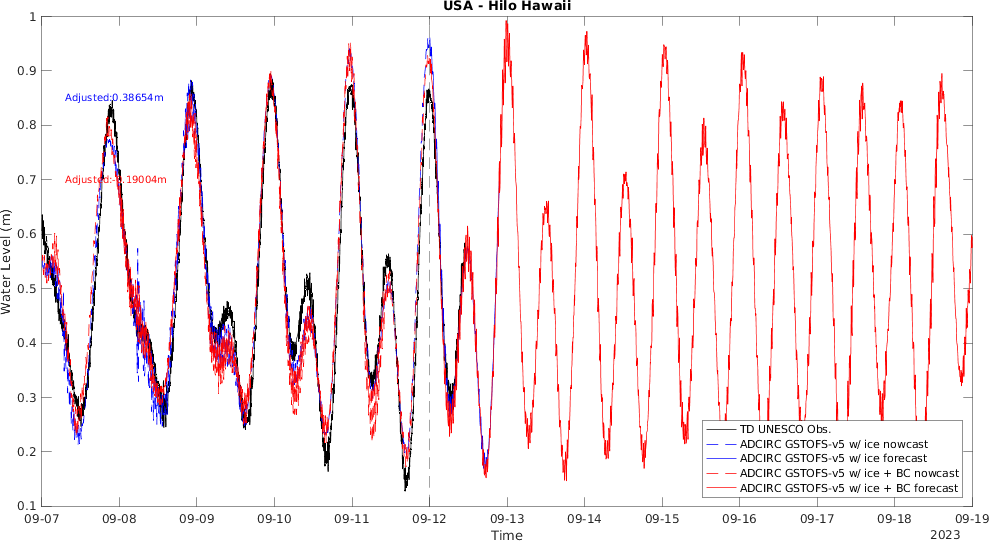 USA - Hilo Hawaii
Water Level (m)
1
0.9
0.8
0.7
0.6
0.5
0.4
0.3
0.2
0.1
Adjusted:0.38654m
Adjusted:-0.19004m
TD UNESCO Obs.
ADCIRC GSTOFS-v5 w/ ice nowcast
ADCIRC GSTOFS-v5 w/ ice forecast
ADCIRC GSTOFS-v5 w/ ice + BC nowcast
ADCIRC GSTOFS-v5 w/ ice + BC forecast
09-07 09-08 09-09 09-10 09-11 09-12 09-13 09-14 09-15 09-16 09-17 09-18 09-19
Time
2023